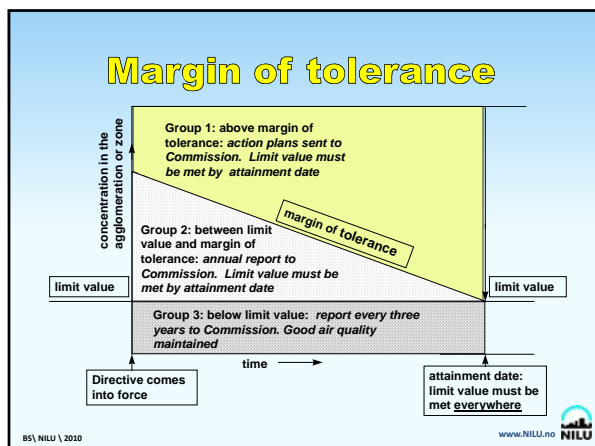 Margin of tolerance
concentration in the
agglomeration or zone
Group 1: above margin of
tolerance: action plans sent to
Commission. Limit value must
be met by attainment date
margin of tolerance
Group 2: between limit
value and margin of
tolerance: annual report to
Commission. Limit value must be
met by attainment date
limit value
limit value
Group 3: below limit value: report every three
years to Commission. Good air quality
maintained
time
Directive comes
into force
attainment date:
limit value must be
met everywhere
BS\ NILU \ 2010
www.NILU.no
NILU